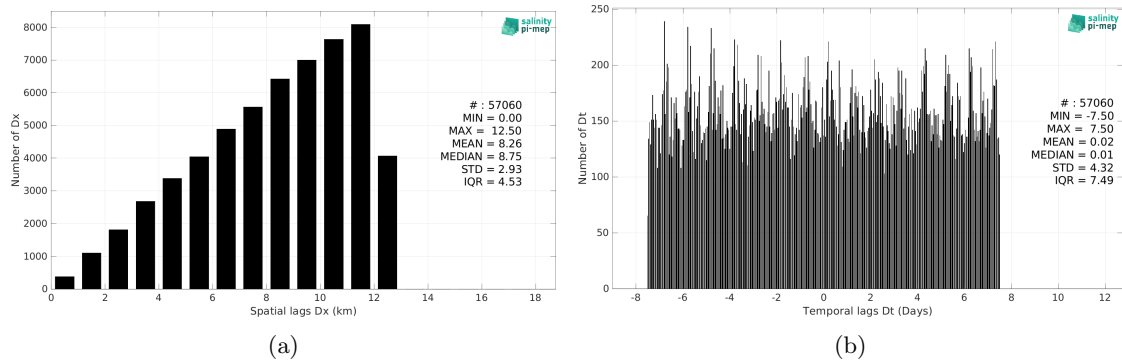 8000
7000
6000
5000
4000
3000
2000
1000
0
Number of Dx
0 2 4 6 8 10 12 14 16 18
Spatial lags Dx (km)
salinity
pi-mep
# : 57060
MIN = 0.00
MAX = 12.50
MEAN = 8.26
MEDIAN = 8.75
STD = 2.93
IQR = 4.53
(a)
250
200
150
100
50
0
Number of Dt
-8 -6 -4 -2 0 2 4 6 8 10 12
Temporal lags Dt (Days)
salinity
pi-mep
# : 57060
MIN = -7.50
MAX = 7.50
MEAN = 0.02
MEDIAN = 0.01
STD = 4.32
IQR = 7.49
(b)